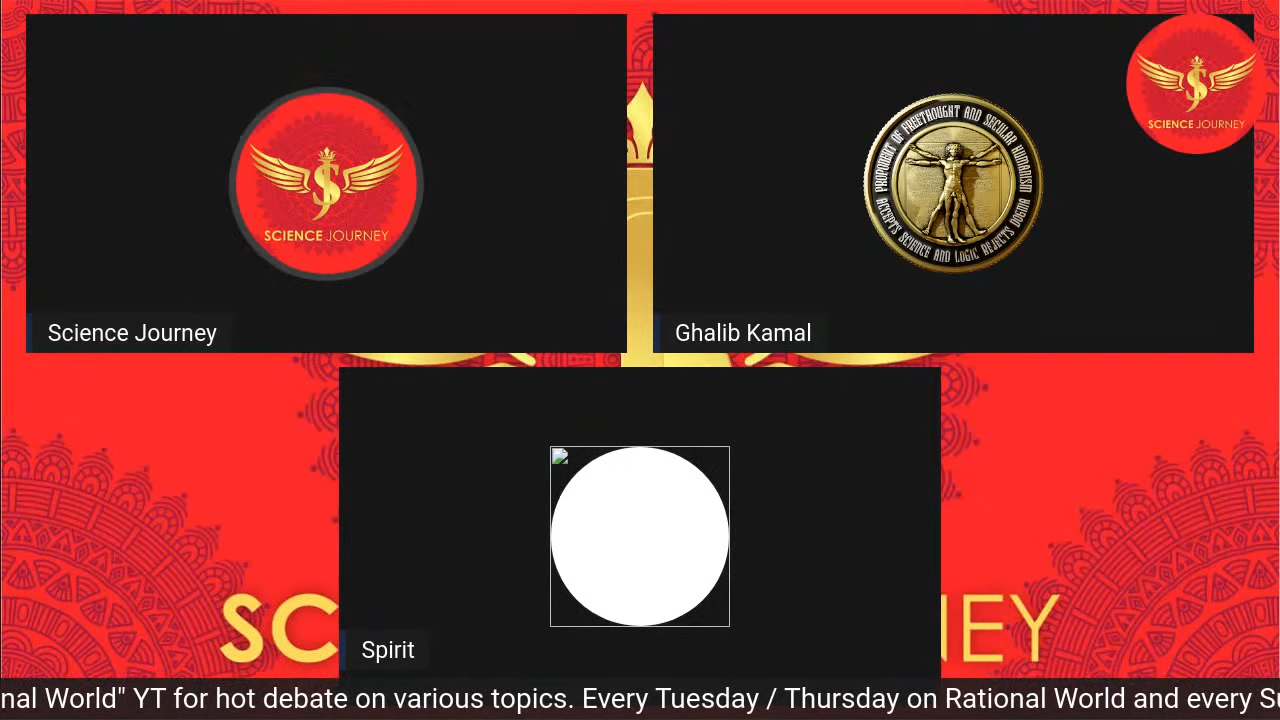 SCIENCE JOURNEY
Science Journey
PROPONENT OF FREETHOUGHT AND SECULAR HUMANISM
ACCEPTS SCIENCE AND LOGIC REJECTS DOGMA
Ghalib Kamal
SCIENCE JOURNEY
Spirit
SC NEY
nal World" YT for hot debate on various topics. Every Tuesday / Thursday on Rational World and every S